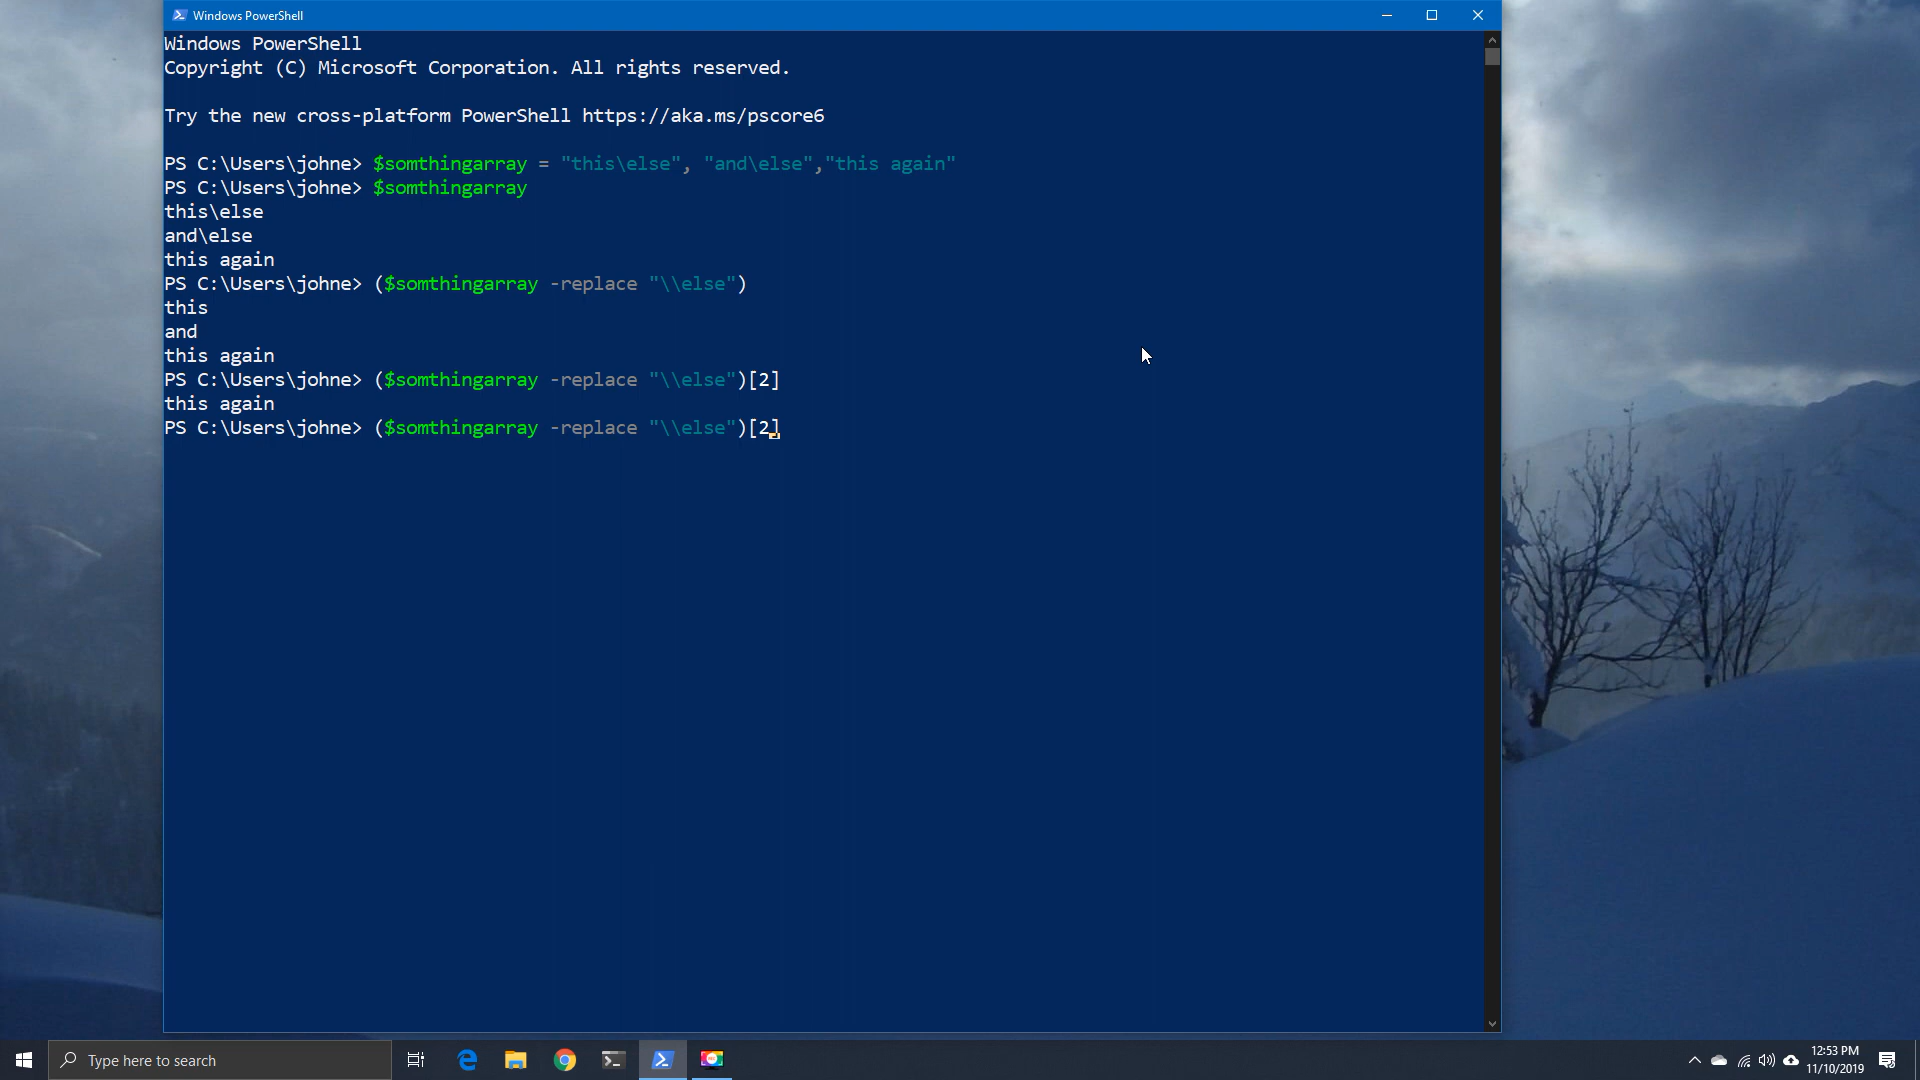 Windows PowerShell
Windows PowerShell
Copyright (C) Microsoft Corporation. All rights reserved.
Try the new cross-platform PowerShell https://aka.ms/pscore6
PS C:\Users\johne> $somthingarray = "this\else", "and\else","this again"
PS C:\Users\johne> $somthingarray
this\else
and\else
this again
PS C:\Users\johne> ($somthingarray -replace "\\else")
this
and
this again
PS C:\Users\johne> ($somthingarray -replace "\\else")[2]
this again
PS C:\Users\johne> ($somthingarray -replace "\\else")[2]
Type here to search
12:53 PM
11/10/2019